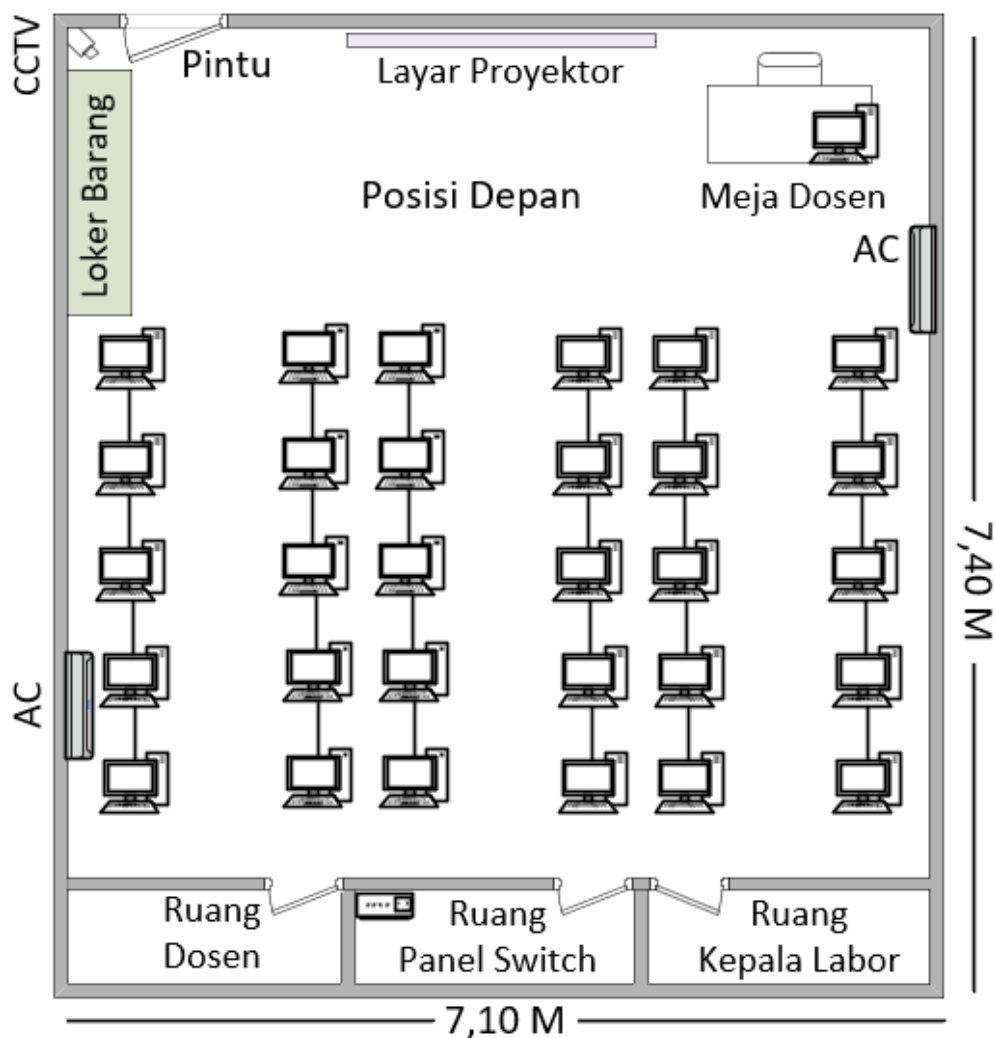 CCTV
Pintu
Layar Proyektor
Loker Barang
Posisi Depan
Meja Dosen
AC
7,40 M
AC
Ruang
Dosen
Ruang
Panel Switch
Ruang
Kepala Labor
7,10 M